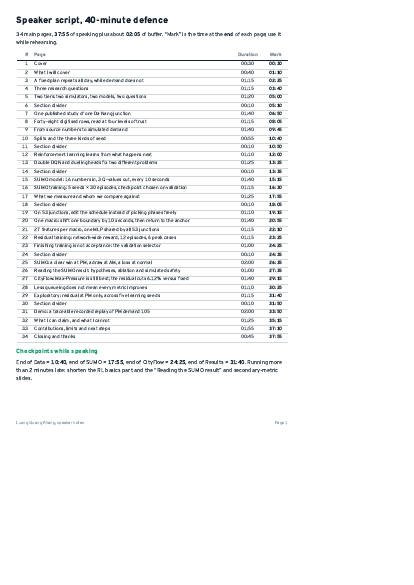 Speaker script, 40-minute defence
34 main pages, 37:55 of speaking plus about 02:05 of buffer. "Mark" is the time at the end of each page; use it
while rehearsing.
# Page Duration Mark
1 Cover 00:30 00:30
2 What I will cover 00:40 01:10
3 A fixed plan repeats all day, while demand does not 01:15 02:25
4 Three research questions 01:15 03:40
5 Two tiers: two simulators, two models, two questions 01:20 05:00
6 Section divider 00:10 05:10
7 One published study of one Da Nang junction 01:40 06:50
8 Forty-eight digitised rows, read at four levels of trust 01:15 08:05
9 From source numbers to simulated demand 01:40 09:45
10 Splits and the three kinds of seed 00:55 10:40
11 Section divider 00:10 10:50
12 Reinforcement learning learns from what happens next 01:10 12:00
13 Double DQN and dueling heads fix two different problems 01:25 13:25
14 Section divider 00:10 13:35
15 SUMO model: 16 numbers in, 3 Q-values out, every 10 seconds 01:40 15:15
16 SUMO training: 5 seeds × 30 episodes, checkpoint chosen on validation 01:15 16:30
17 What we measure and whom we compare against 01:25 17:55
18 Section divider 00:10 18:05
19 On 53 junctions, edit the schedule instead of picking phases freely 01:10 19:15
20 One macro: shift one boundary by 10 seconds, then return to the anchor 01:40 20:55
21 27 features per macro, one MLP shared by all 53 junctions 01:15 22:10
22 Residual training: network-wide reward, 12 episodes, 6 peak cases 01:15 23:25
23 Finishing training is not acceptance: the validation selector 01:00 24:25
24 Section divider 00:10 24:35
25 SUMO: a clear win at PM, a draw at AM, a loss at normal 02:00 26:35
26 Reading the SUMO result: hypotheses, ablation and simulated safety 01:00 27:35
27 CityFlow: Max-Pressure is still best; the residual cuts 6.12% versus fixed 01:40 29:15
28 Less queueing does not mean every metric improves 01:15 30:30
29 Exploratory: residual at PM only, across five learning seeds 01:10 31:40
30 Section divider 00:10 31:50
31 Demo: a traceable recorded replay of PM demand 1.05 02:00 33:50
32 What I can claim, and what I cannot 01:25 35:15
33 Contributions, limits and next steps 01:55 37:10
34 Closing and thanks 00:45 37:55
Checkpoints while speaking
End of Data = 10:40, end of SUMO = 17:55, end of CityFlow = 24:25, end of Results = 31:40. Running more
than 2 minutes late: shorten the RL basics part and the "Reading the SUMO result" and secondary-metric
slides.
Luong Quang Khang, speaker notes Page 1